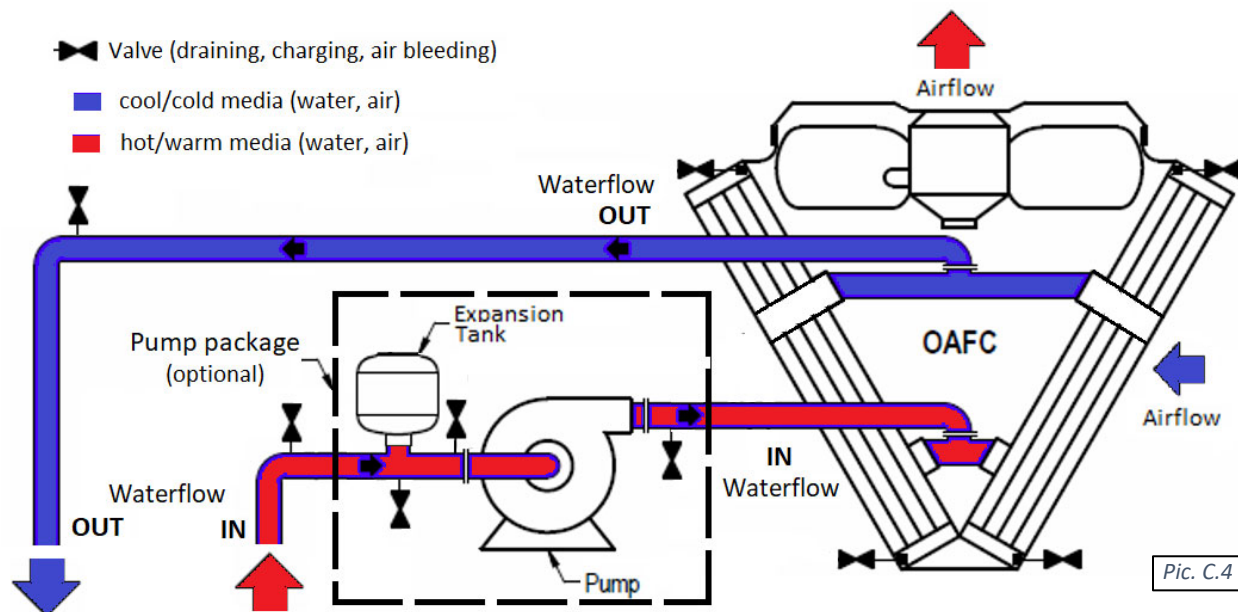 Valve (draining, charging, air bleeding)
cool/cold media (water, air)
hot/warm media (water, air)
Airflow
Waterflow
OUT
Expansion
Tank
Pump package
(optional)
OAFC
Airflow
IN
Waterflow
Waterflow
OUT
IN
Pump
Pic. C.4